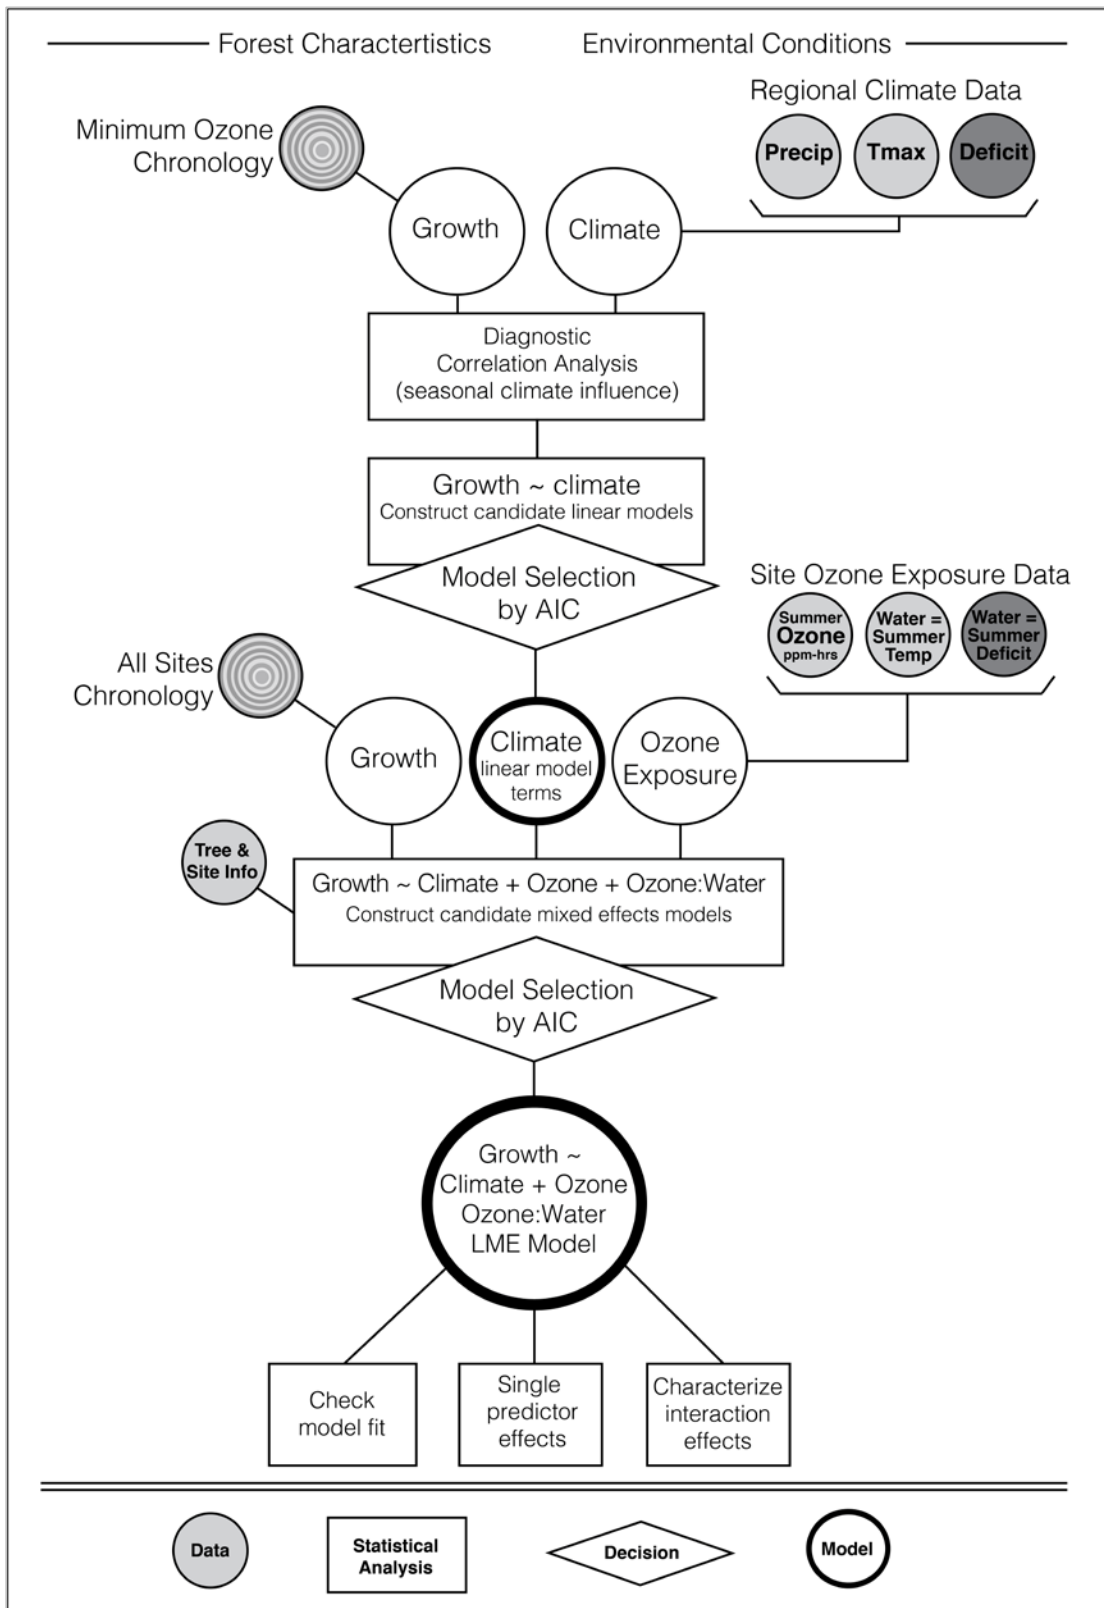 Forest Charactertistics
Environmental Conditions
Regional Climate Data
Minimum Ozone
Chronology
Precip
Tmax
Deficit
Growth
Climate
Diagnostic
Correlation Analysis
(seasonal climate influence)
Growth ~ climate
Construct candidate linear models
Model Selection
by AIC
Site Ozone Exposure Data
Summer
Ozone
ppm-hrs
Water =
Summer
Temp
Water =
Summer
Deficit
All Sites
Chronology
Growth
Climate
linear model
terms
Ozone
Exposure
Tree &
Site Info
Growth ~ Climate + Ozone + Ozone:Water
Construct candidate mixed effects models
Model Selection
by AIC
Growth ~
Climate + Ozone
Ozone:Water
LME Model
Check
model fit
Single
predictor
effects
Characterize
interaction
effects
Data
Statistical
Analysis
Decision
Model